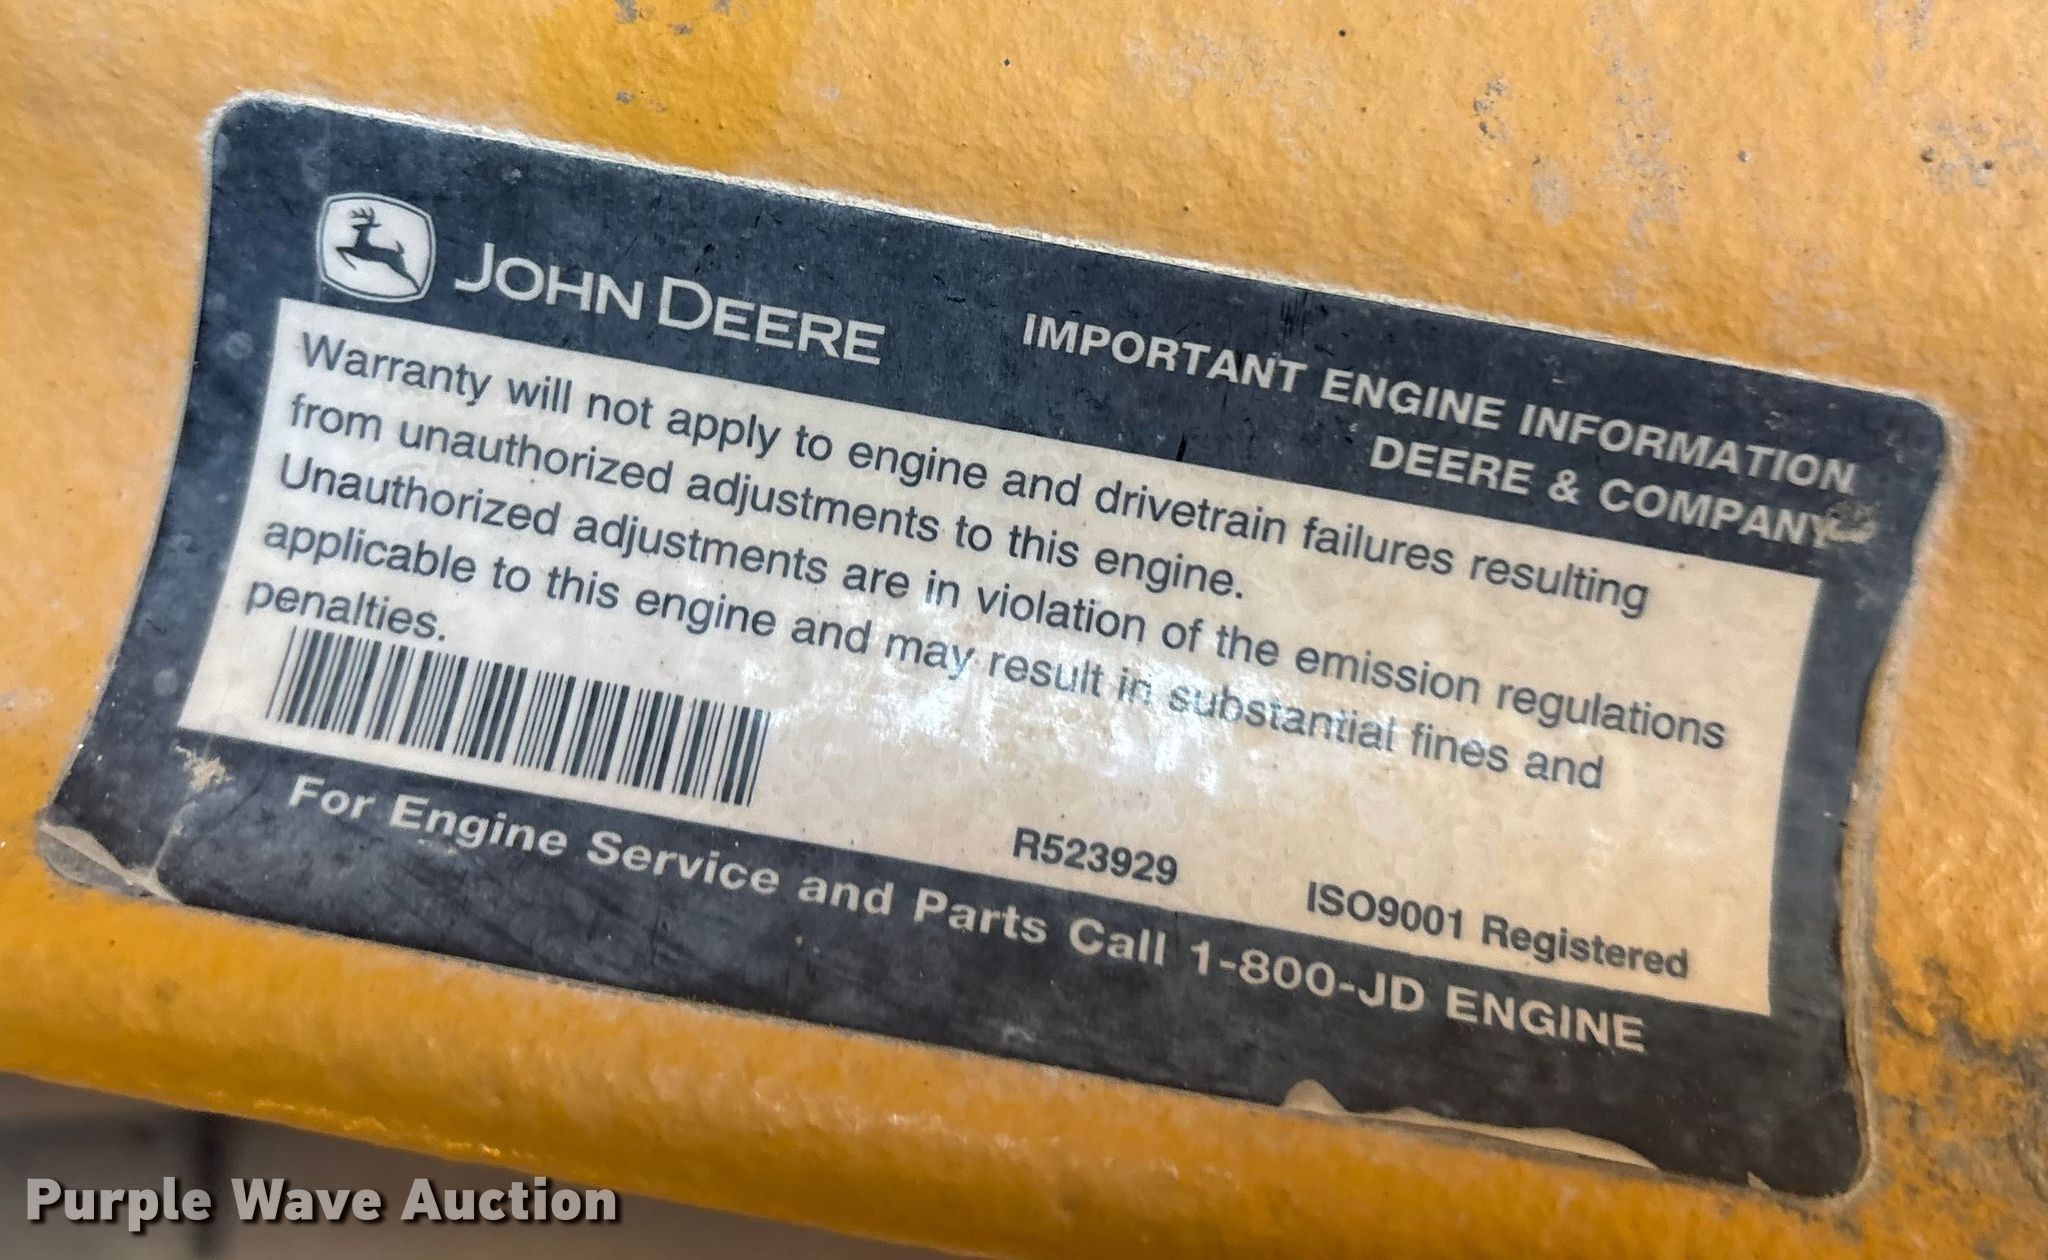 JOHN DEERE
IMPORTANT ENGINE INFORMATION
DEERE & COMPANY
Warranty will not apply to engine and drivetrain failures resulting
from unauthorized adjustments to this engine.
Unauthorized adjustments are in violation of the emission regulations
applicable to this engine and may result in substantial fines and
penalties.
R523929 ISO9001 Registered
For Engine Service and Parts Call 1-800-JD ENGINE
Purple Wave Auction